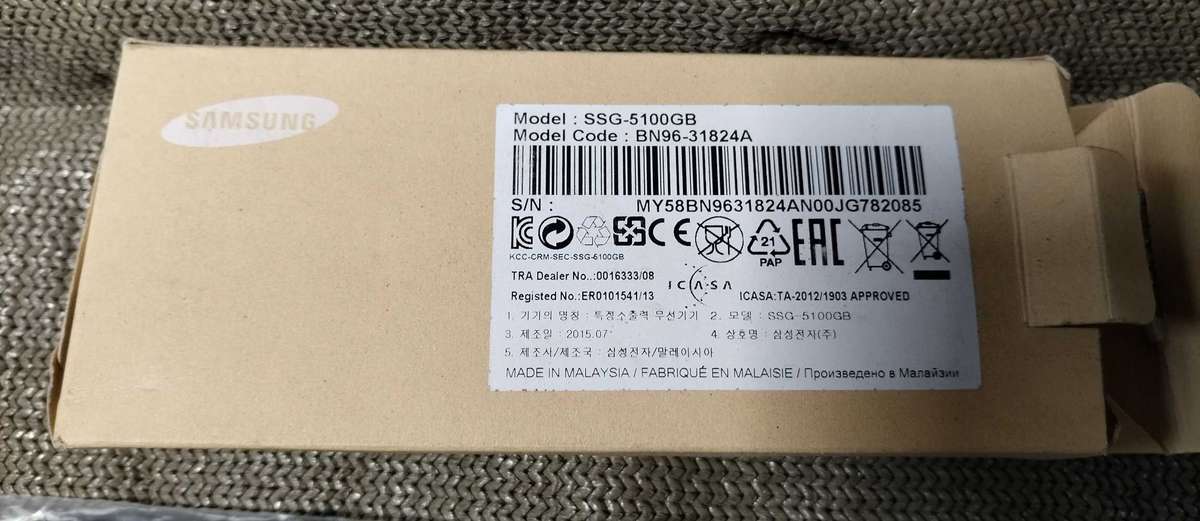 SAMSUNG
Model : SSG-5100GB
Model Code : BN96-31824A
S/N : MY58BN9631824AN00JG782085
CE 21 PAP EAC
KCC-CRM-SEC-SSG-5100GB
TRA Dealer No.:0016333/08
ICASA
Registed No.:ER0101541/13 ICASA:TA-2012/1903 APPROVED
1. 기기의 명칭 : 특정소출력 무선기기 2. 모델 : SSG-5100GB
3. 제조일 : 2015.07 4. 상호명 : 삼성전자(주)
5. 제조사/제조국 : 삼성전자/말레이시아
MADE IN MALAYSIA / FABRIQUÉ EN MALAISIE / Произведено в Малайзии